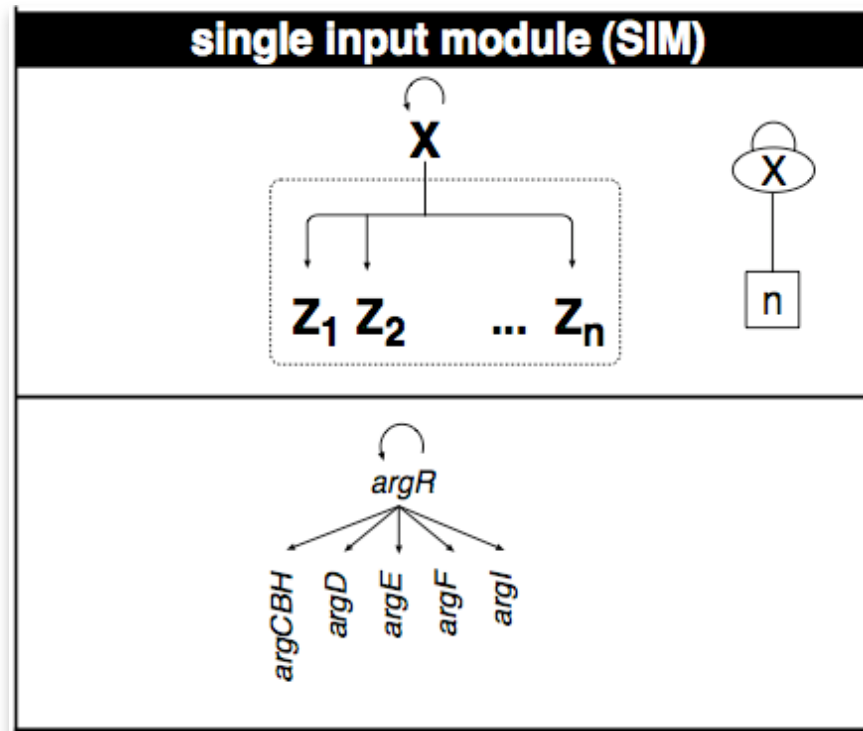 single input module (SIM)
X
X
Z1 Z2 ... Zn
n
argR
argCBH argD argE argF argI